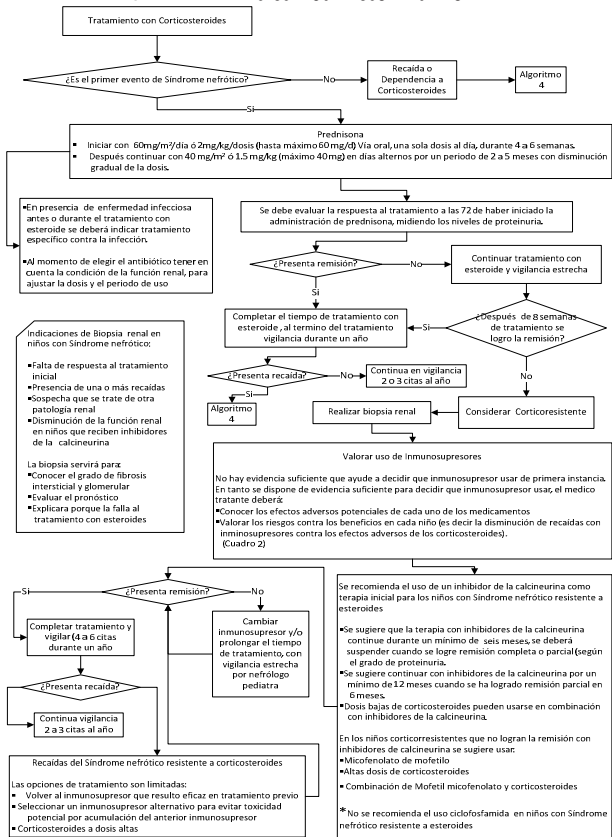 Tratamiento con Corticosteroides
¿Es el primer evento de Síndrome nefrótico?
No
Recaída o
Dependencia a
Corticosteroides
Algoritmo
4
Si
Prednisona
▪ Iniciar con 60mg/m²/día ó 2mg/kg/dosis (hasta máximo 60 mg/d) Vía oral, una sola dosis al día, durante 4 a 6 semanas.
▪ Después continuar con 40 mg/m² ó 1.5 mg/kg (máximo 40mg) en días alternos por un periodo de 2 a 5 meses con disminución
gradual de la dosis.
▪En presencia de enfermedad infecciosa
antes o durante el tratamiento con
esteroide se deberá indicar tratamiento
específico contra la infección.
▪Al momento de elegir el antibiótico tener en
cuenta la condición de la función renal, para
ajustar la dosis y el periodo de uso
Se debe evaluar la respuesta al tratamiento a las 72 de haber iniciado la
administración de prednisona, midiendo los niveles de proteinuria.
¿Presenta remisión?
No
Continuar tratamiento con
esteroide y vigilancia estrecha
Si
Completar el tiempo de tratamiento con
esteroide, al termino del tratamiento
vigilancia durante un año
Si
¿Después de 8 semanas
de tratamiento se
logro la remisión?
¿Presenta recaída?
No
Continua en vigilancia
2 o 3 citas al año
No
Si
Algoritmo
4
Realizar biopsia renal
Considerar Corticoresistente
Indicaciones de Biopsia renal en
niños con Síndrome nefrótico:
▪Falta de respuesta al tratamiento
inicial
▪Presencia de una o más recaídas
▪Sospecha que se trate de otra
patología renal
▪Disminución de la función renal
en niños que reciben inhibidores
de la calcineurina
La biopsia servirá para:
▪Conocer el grado de fibrosis
intersticial y glomerular
▪Evaluar el pronóstico
▪Explicara porque la falla al
tratamiento con esteroides
Valorar uso de Inmunosupresores
No hay evidencia suficiente que ayude a decidir que inmunosupresor usar de primera instancia.
En tanto se dispone de evidencia suficiente para decidir que inmunosupresor usar, el medico
tratante deberá:
▪Conocer los efectos adversos potenciales de cada uno de los medicamentos
▪Valorar los riesgos contra los beneficios en cada niño (es decir la disminución de recaídas con
inminosupresores contra los efectos adversos de los corticosteroides).
(Cuadro 2)
Si
¿Presenta remisión?
No
Completar tratamiento y
vigilar (4 a 6 citas
durante un año
Cambiar
inmunosupresor y/o
prolongar el tiempo
de tratamiento, con
vigilancia estrecha
por nefrólogo
pediatra
¿Presenta recaída?
Continua vigilancia
2 a 3 citas al año
Recaídas del Síndrome nefrótico resistente a corticosteroides
Las opciones de tratamiento son limitadas:
▪ Volver al inmunosupresor que resulto eficaz en tratamiento previo
▪ Seleccionar un inmunosupresor alternativo para evitar toxicidad
potencial por acumulación del anterior inmunosupresor
▪ Corticosteroides a dosis altas
Se recomienda el uso de un inhibidor de la calcineurina como
terapia inicial para los niños con Síndrome nefrótico resistente a
esteroides
▪Se sugiere que la terapia con inhibidores de la calcineurina
continue durante un mínimo de seis meses, se deberá
suspender cuando se logre remisión completa o parcial (según
el grado de proteinuria.
▪Se sugiere continuar con inhibidores de la calcineurina por un
mínimo de 12 meses cuando se ha logrado remisión parcial en
6 meses.
▪Dosis bajas de corticosteroides pueden usarse en combinación
con inhibidores de la calcineurina.
En los niños corticorresistentes que no logran la remisión con
inhibidores de calcineurina se sugiere usar:
▪Micofenolato de mofetilo
▪Altas dosis de corticosteroides
▪ Combinación de Mofetil micofenolato y corticosteroides
*No se recomienda el uso ciclofosfamida en niños con Síndrome
nefrótico resistente a esteroides